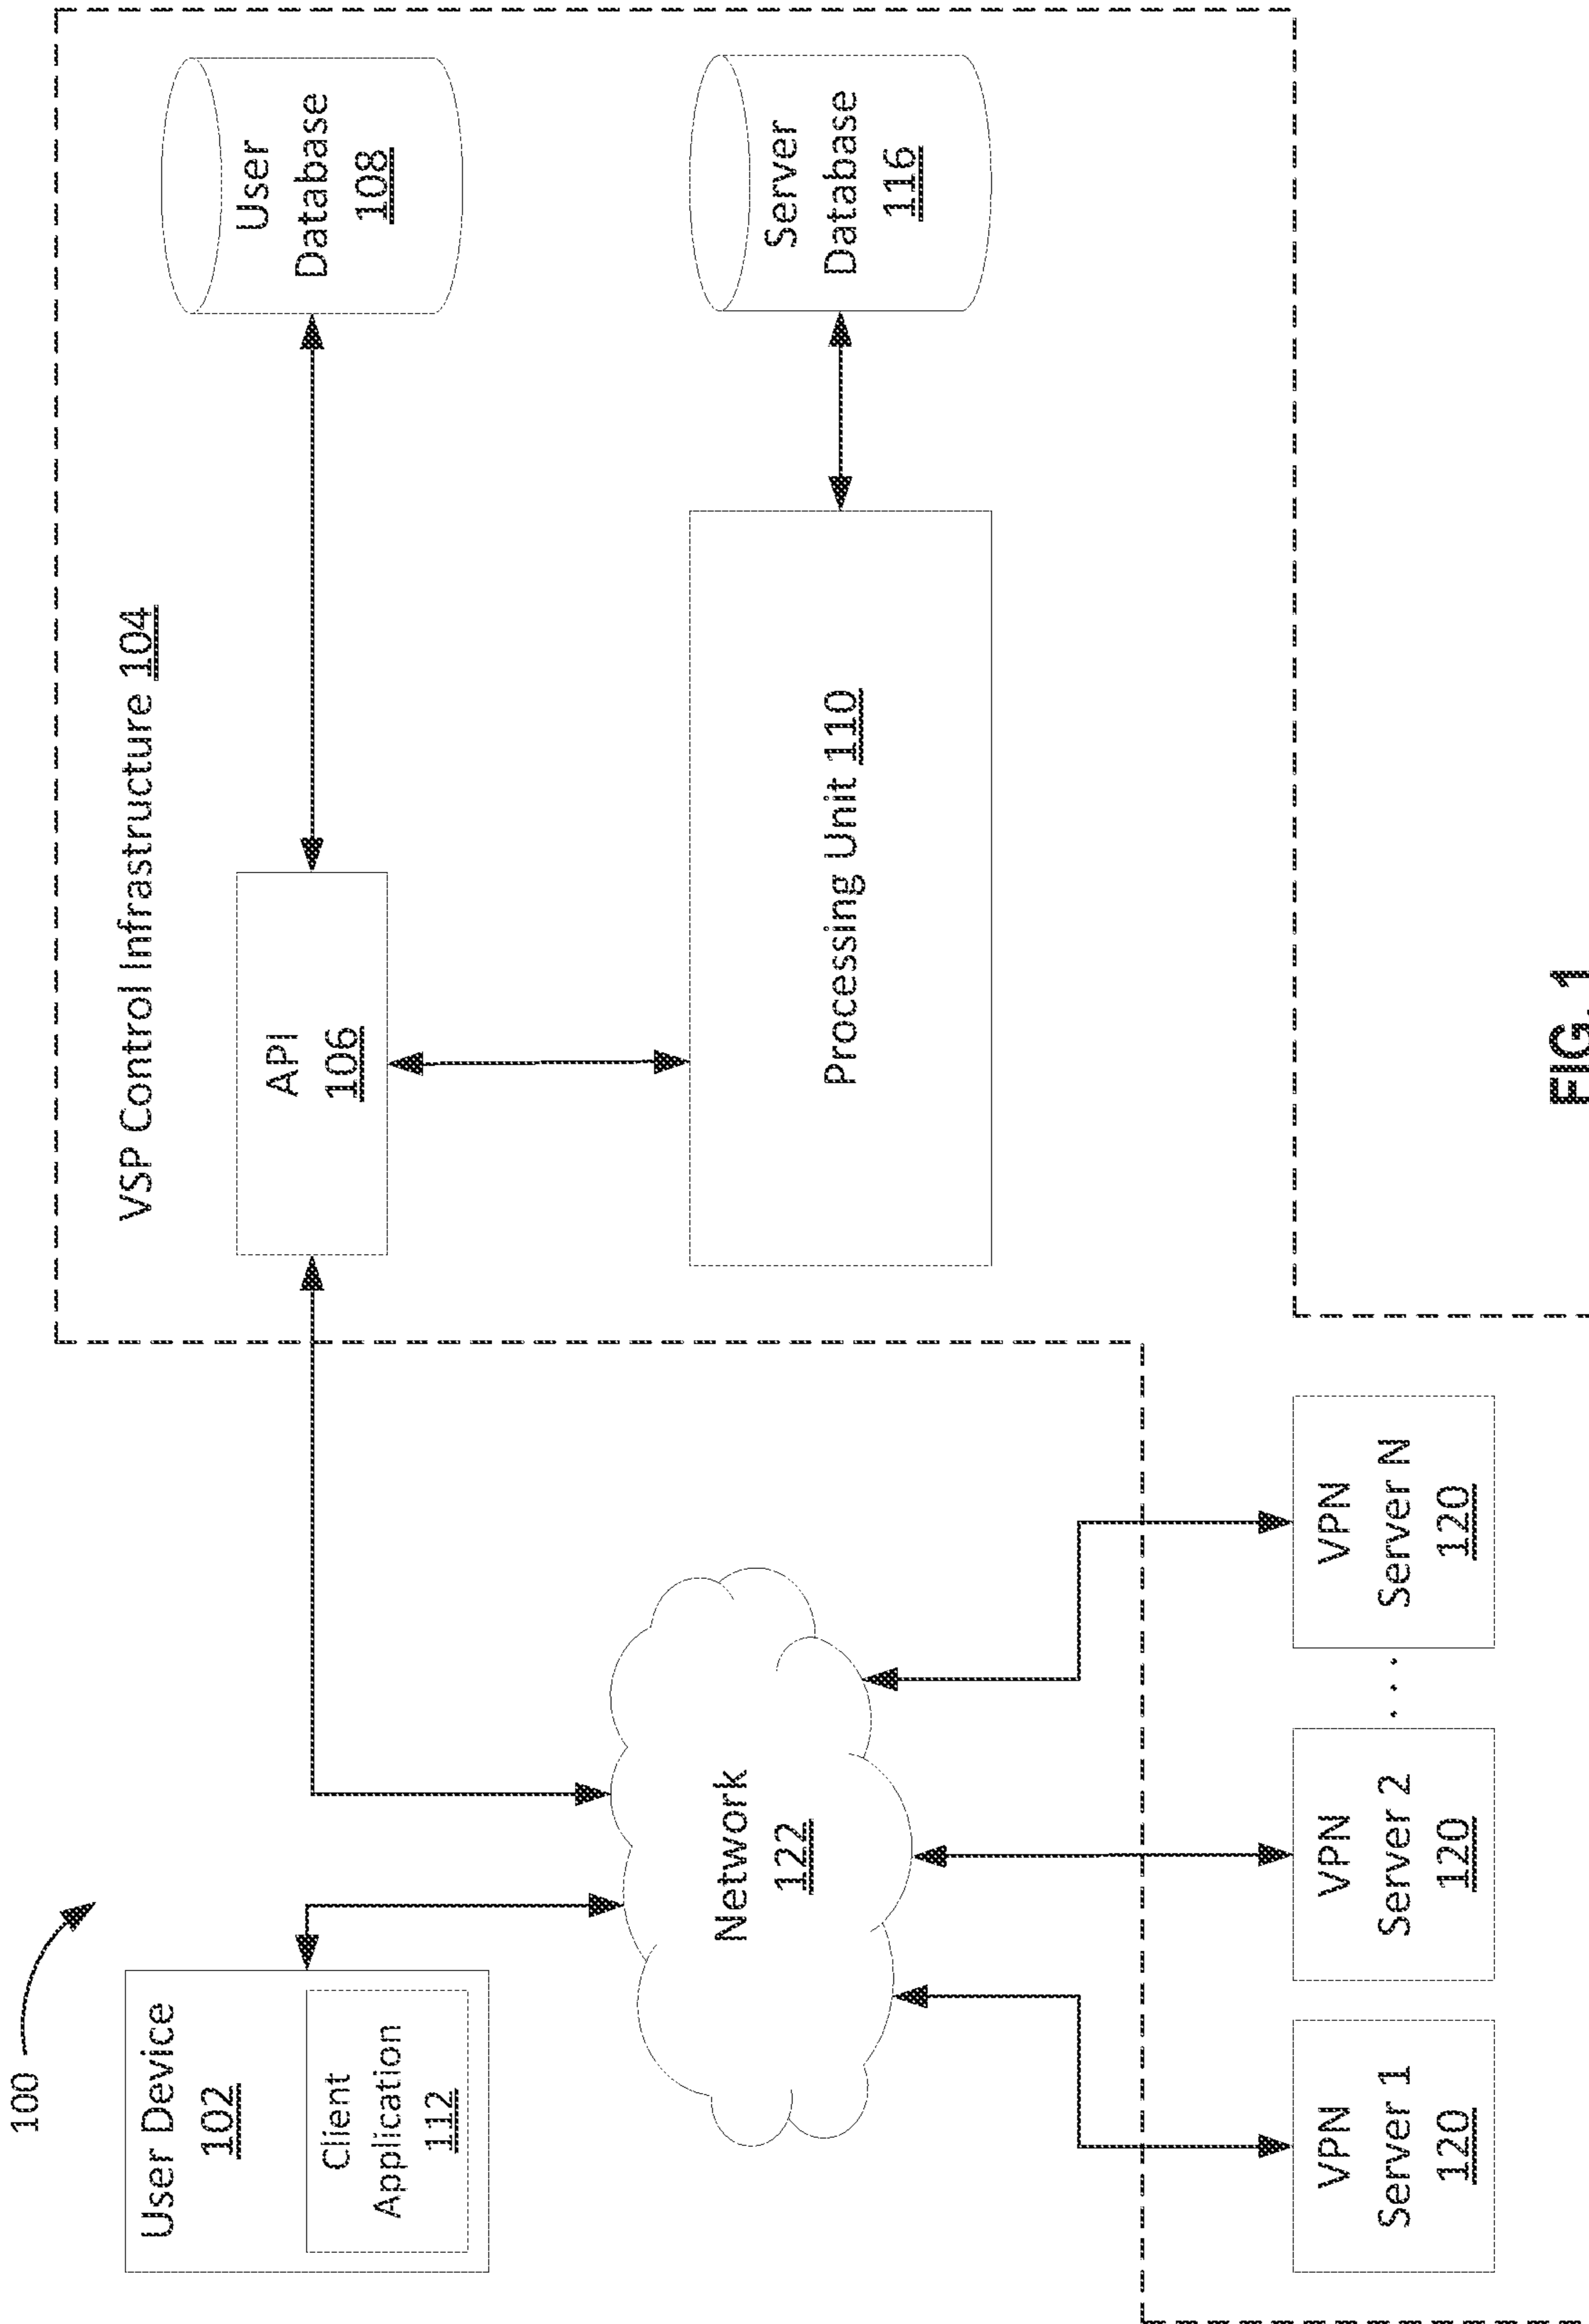 100
User Device
102
Client
Application
112
VSP Control Infrastructure 104
API
106
User
Database
108
Network
122
Processing Unit 110
Server
Database
116
VPN
Server 1
120
VPN
Server 2
120
. . .
VPN
Server N
120
FIG. 1